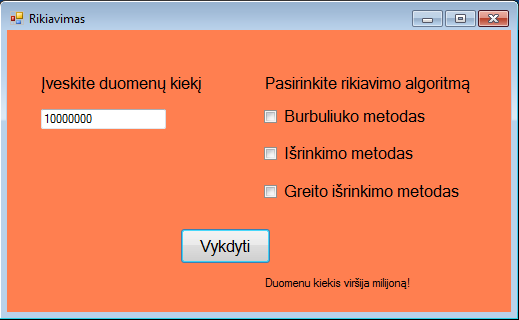 Rikiavimas
Įveskite duomenų kiekį
10000000
Pasirinkite rikiavimo algoritmą
Burbuliuko metodas
Išrinkimo metodas
Greito išrinkimo metodas
Vykdyti
Duomenu kiekis viršija milijoną!